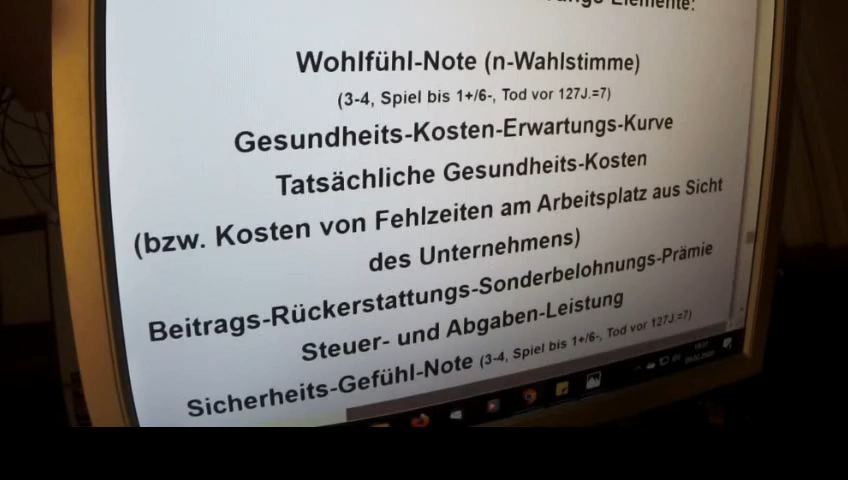 Elemente:
Wohlfühl-Note (n-Wahlstimme)
(3-4, Spiel bis 1+/6-, Tod vor 127J.=7)
Gesundheits-Kosten-Erwartungs-Kurve
Tatsächliche Gesundheits-Kosten
(bzw. Kosten von Fehlzeiten am Arbeitsplatz aus Sicht
des Unternehmens)
Beitrags-Rückerstattungs-Sonderbelohnungs-Prämie
Steuer- und Abgaben-Leistung
Sicherheits-Gefühl-Note (3-4, Spiel bis 1+/6-, Tod vor 127J.=7)